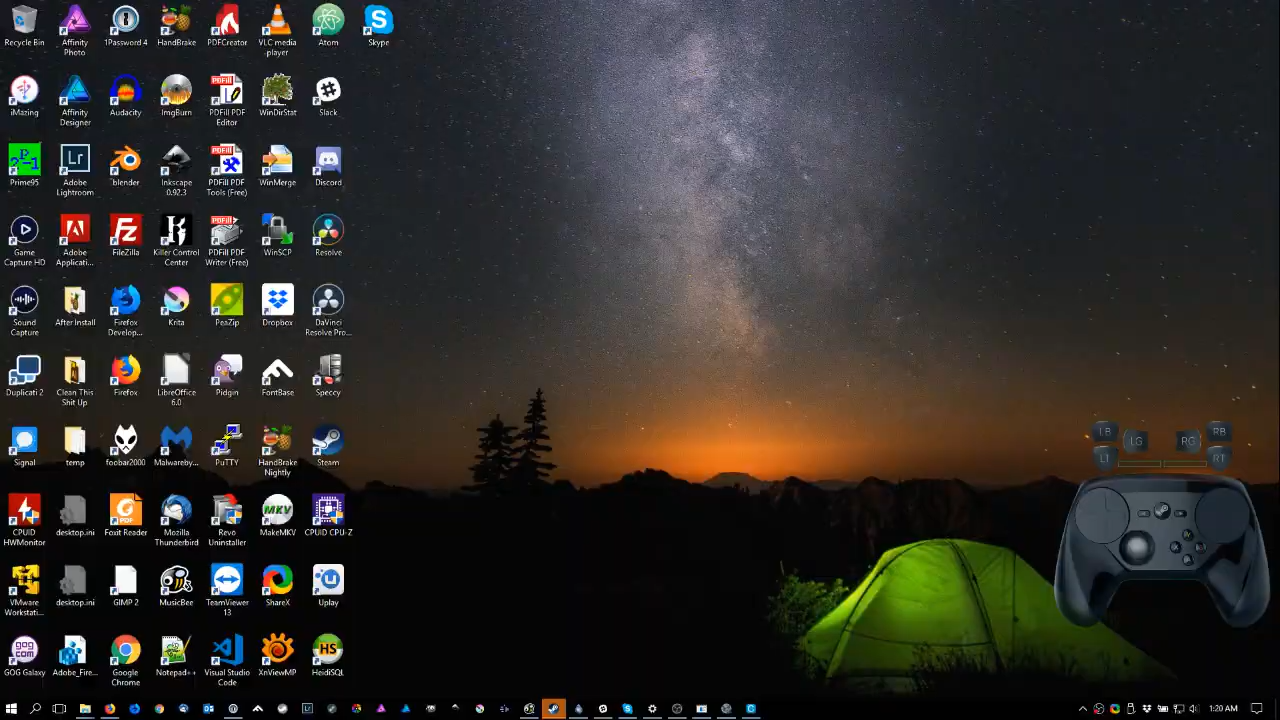 Recycle Bin
Affinity
Photo
1Password 4
HandBrake
PDFCreator
VLC media
player
Atom
Skype
iMazing
Affinity
Designer
Audacity
ImgBurn
PDFill PDF
Editor
WinDirStat
Slack
Prime95
Adobe
Lightroom
blender
Inkscape
0.92.3
PDFill PDF
Tools (Free)
WinMerge
Discord
Game
Capture HD
Adobe
Applicati...
FileZilla
Killer Control
Center
PDFill PDF
Writer (Free)
WinSCP
Resolve
Sound
Capture
After Install
Firefox
Develop...
Krita
PeaZip
Dropbox
DaVinci
Resolve Pro...
Duplicati 2
Clean This
Shit Up
Firefox
LibreOffice
6.0
Pidgin
FontBase
Speccy
Signal
temp
foobar2000
Malwareby...
PuTTY
HandBrake
Nightly
Steam
CPUID
HWMonitor
desktop.ini
Foxit Reader
Mozilla
Thunderbird
Revo
Uninstaller
MakeMKV
CPUID CPU-Z
VMware
Workstati...
desktop.ini
GIMP 2
MusicBee
TeamViewer
13
ShareX
Uplay
GOG Galaxy
Adobe_Fire...
Google
Chrome
Notepad++
Visual Studio
Code
XnViewMP
HeidiSQL
LB
LG
RG
RB
LT
RT
1:20 AM